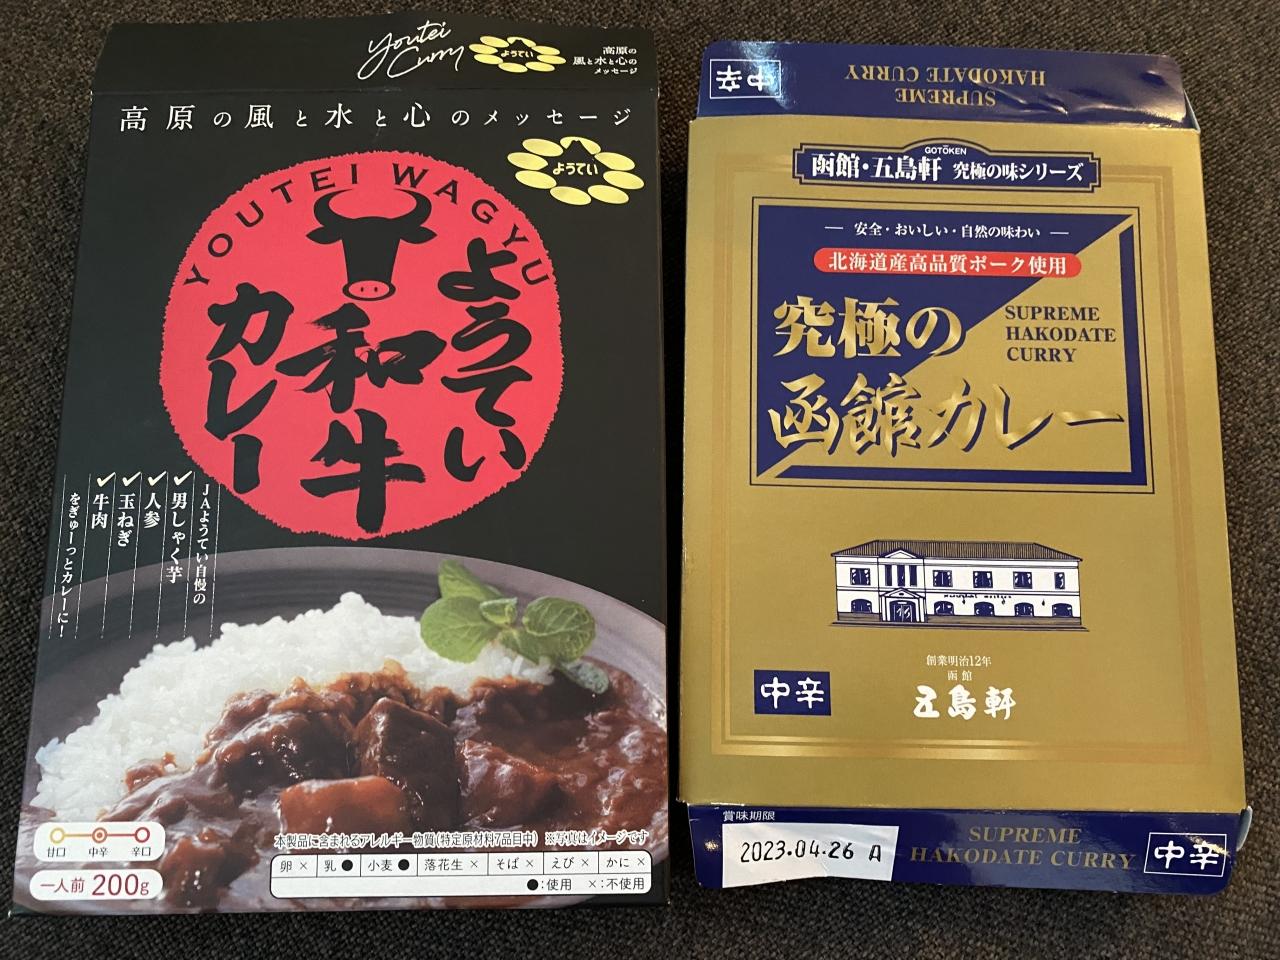 Youtei Curry
ようてい
高原の
風と水と心の
メッセージ
高原の風と水と心のメッセージ
ようてい
YOUTEI WAGYU
ようてい
和牛
カレー
JAようてい自慢の
✓男しゃく芋
✓人参
✓玉ねぎ
✓牛肉
をぎゅーっとカレーに!
甘口 中辛 辛口
一人前 200g
本製品に含まれるアレルギー物質(特定原材料7品目中) ※写真はイメージです
卵 × 乳 ● 小麦 ● 落花生 × そば × えび × かに ×
●:使用 ×:不使用
中辛
SUPREME
HAKODATE CURRY
GOTŌKEN
函館・五島軒 究極の味シリーズ
安全・おいしい・自然の味わい
北海道産高品質ポーク使用
究極の
函館カレー
SUPREME
HAKODATE
CURRY
創業明治12年
函館
五島軒
中辛
賞味期限
2023.04.26 A
SUPREME
HAKODATE CURRY
中辛